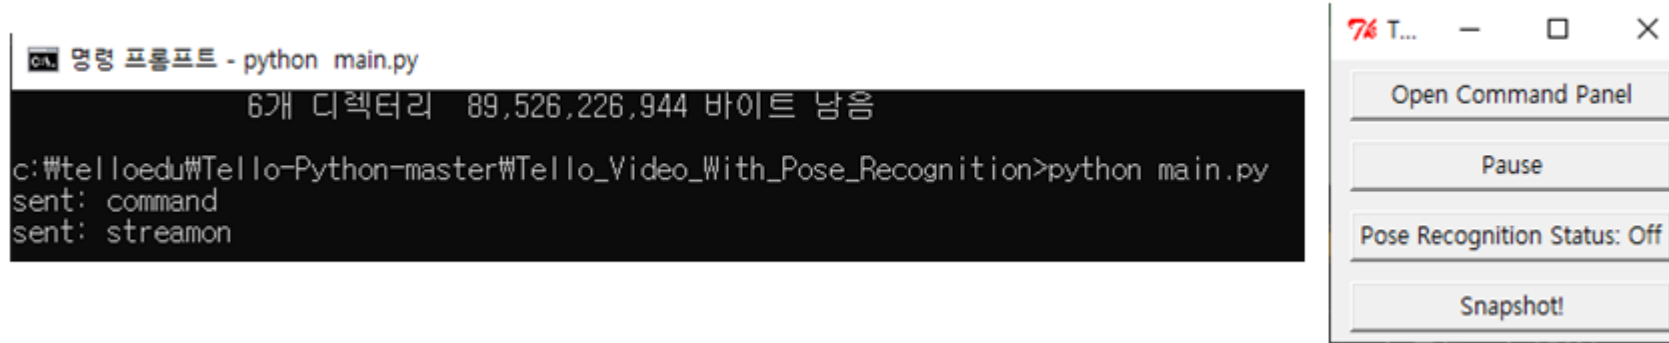 명령 프롬프트 - python  main.py
6개 디렉터리  89,526,226,944 바이트 남음
c:₩telloedu₩Tello-Python-master₩Tello_Video_With_Pose_Recognition>python main.py
sent: command
sent: streamon
T...
Open Command Panel
Pause
Pose Recognition Status: Off
Snapshot!